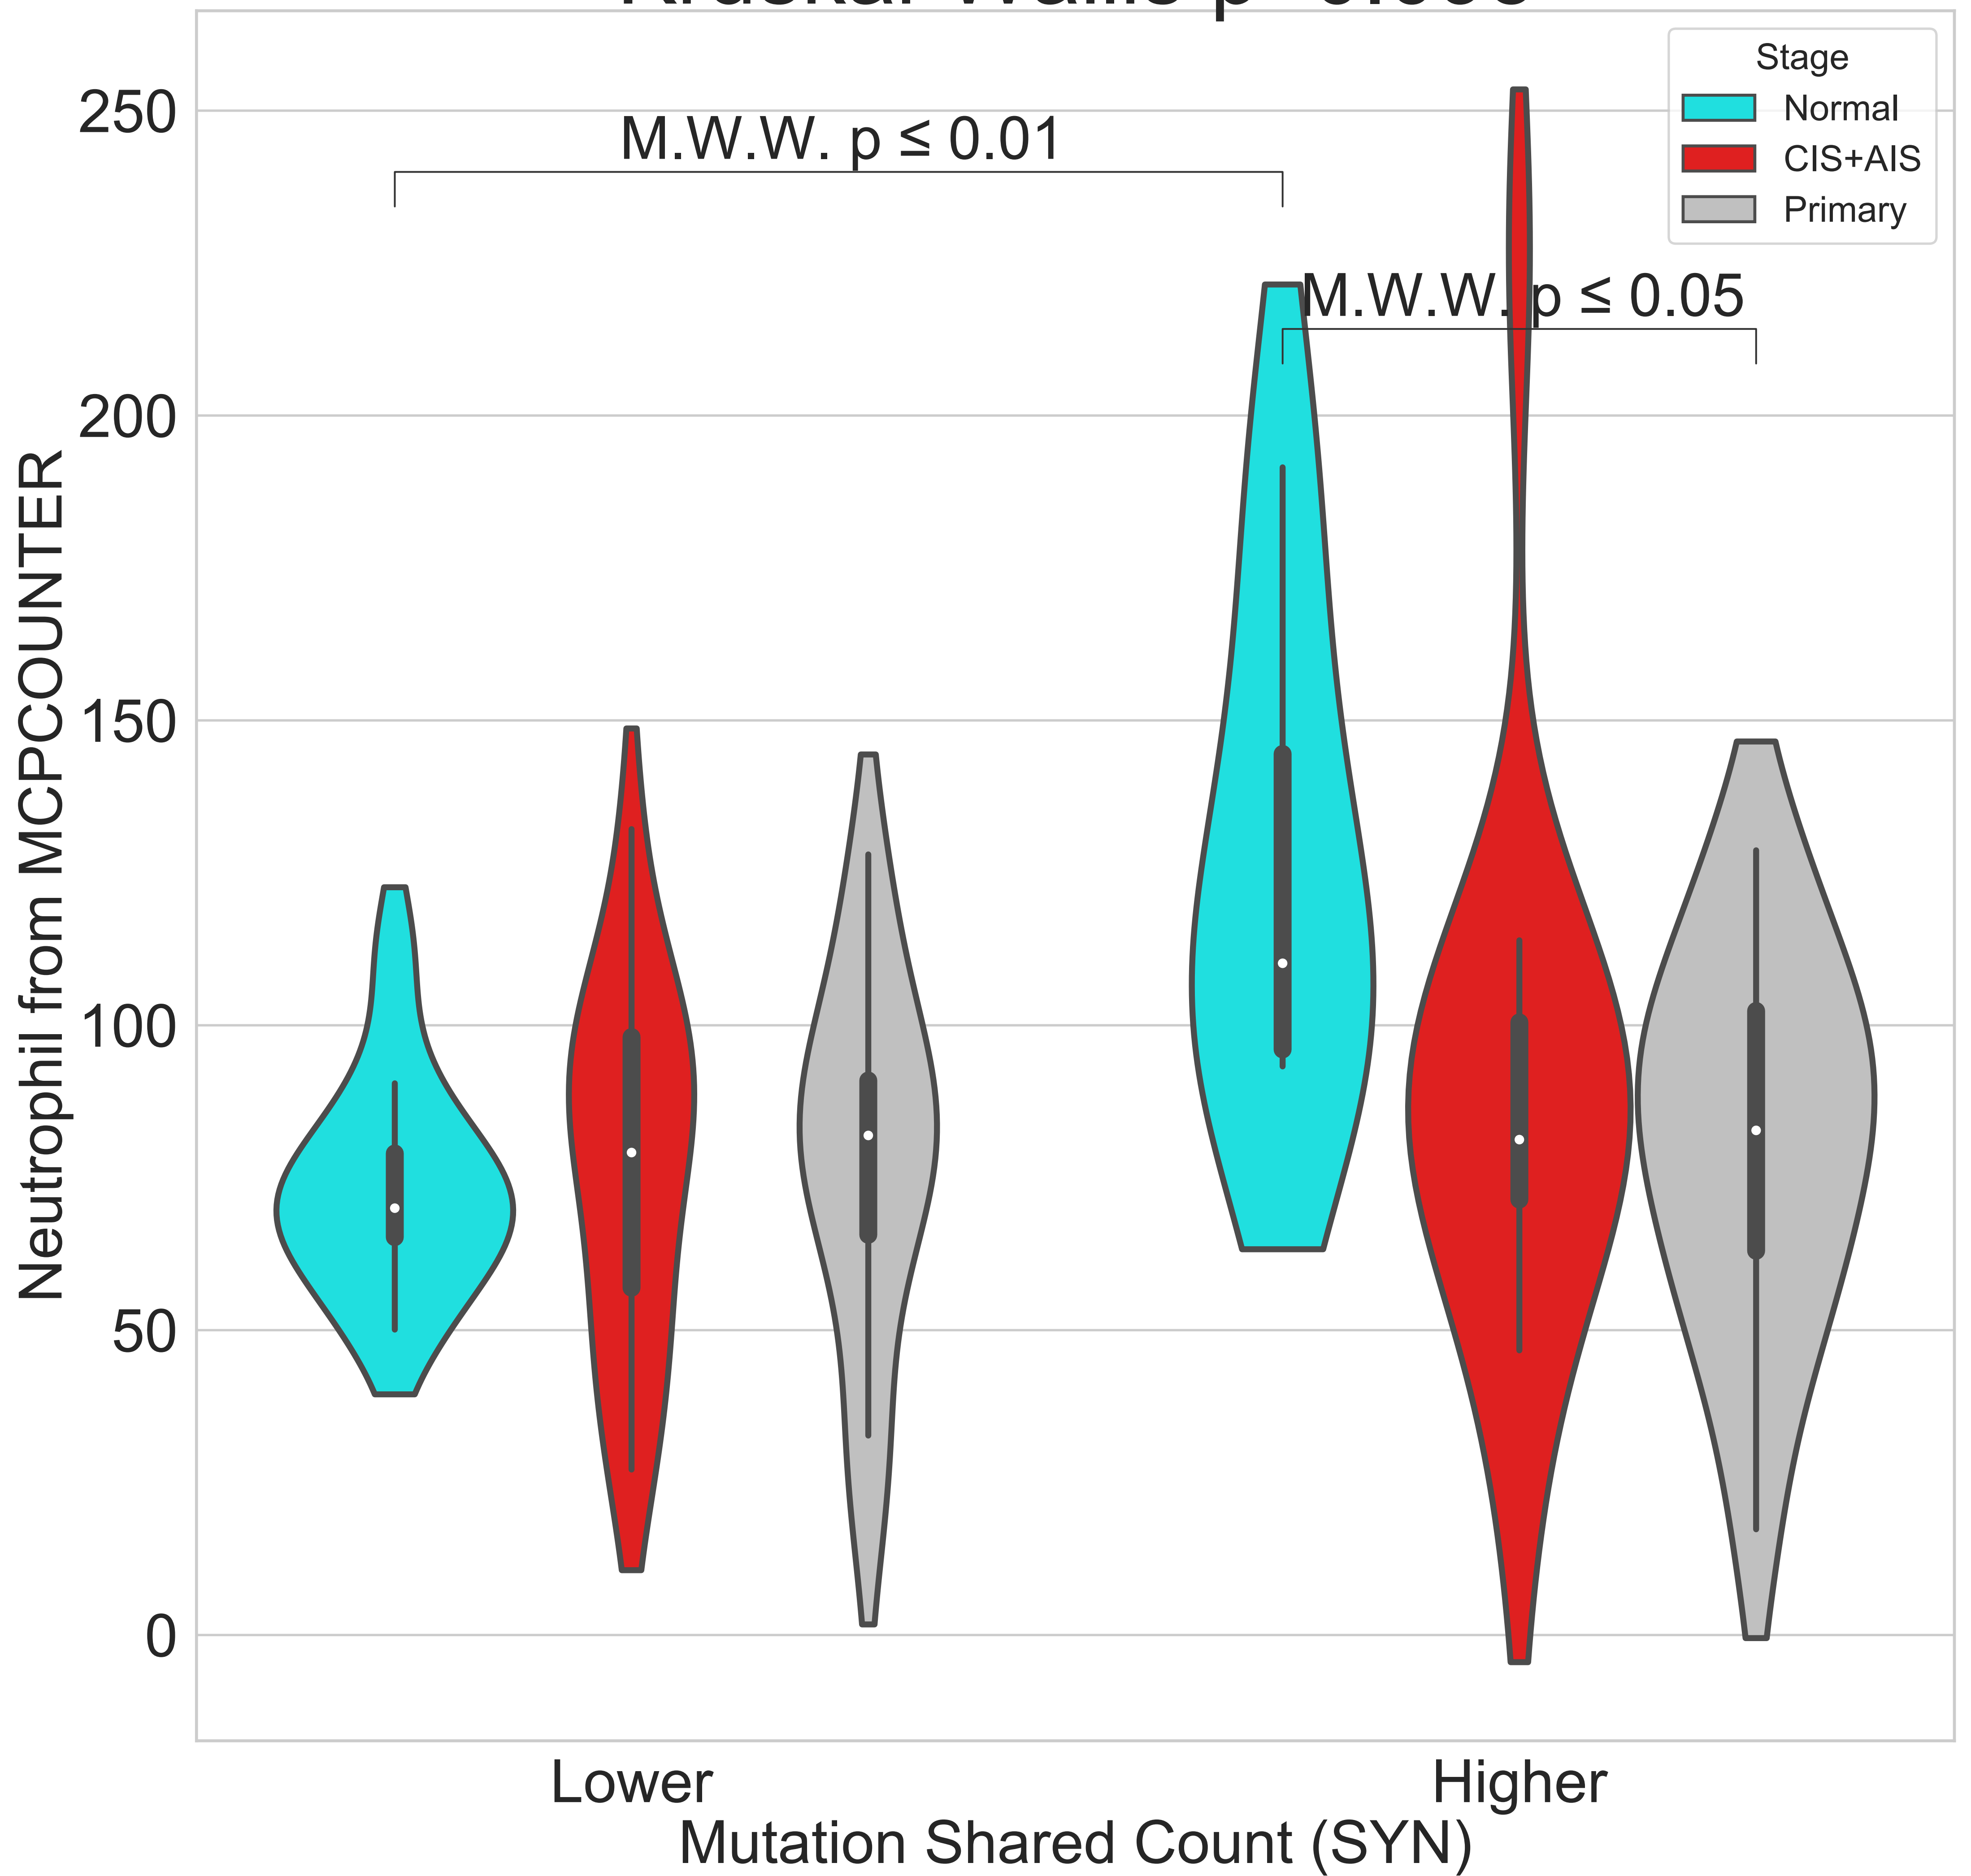 250
200
150
100
50
0
Neutrophil from MCPCOUNTER
M.W.W. p ≤ 0.01
M.W.W. p ≤ 0.05
Stage
Normal
CIS+AIS
Primary
Lower
Higher
Mutation Shared Count (SYN)